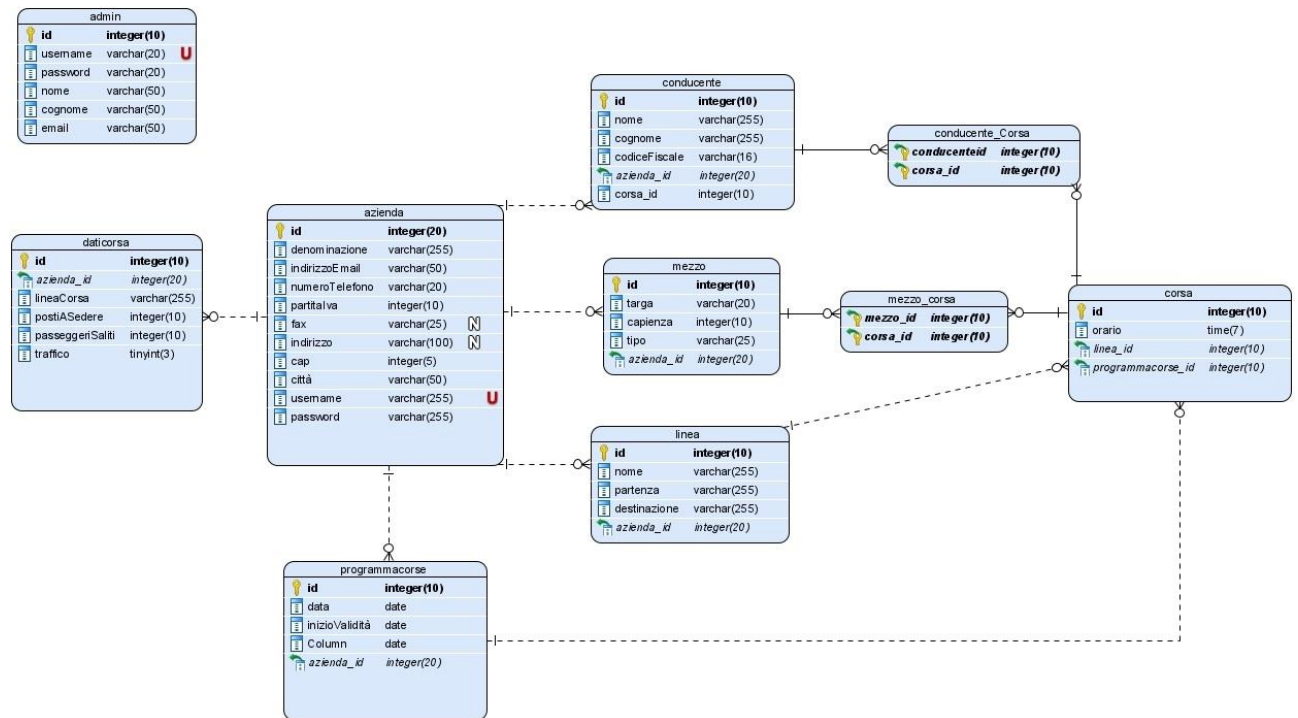 admin
id integer(10)
username varchar(20) U
password varchar(20)
nome varchar(50)
cognome varchar(50)
email varchar(50)
conducente
id integer(10)
nome varchar(255)
cognome varchar(255)
codiceFiscale varchar(16)
azienda_id integer(20)
corsa_id integer(10)
conducente_Corsa
conducenteid integer(10)
corsa_id integer(10)
azienda
id integer(20)
denominazione varchar(255)
indirizzoEmail varchar(50)
numeroTelefono varchar(20)
partitaIva integer(10)
fax varchar(25) N
indirizzo varchar(100) N
cap integer(5)
città varchar(50)
username varchar(255) U
password varchar(255)
daticorsa
id integer(10)
azienda_id integer(20)
lineaCorsa varchar(255)
postiASedere integer(10)
passeggeriSaliti integer(10)
traffico tinyint(3)
mezzo
id integer(10)
targa varchar(20)
capienza integer(10)
tipo varchar(25)
azienda_id integer(20)
mezzo_corsa
mezzo_id integer(10)
corsa_id integer(10)
corsa
id integer(10)
orario time(7)
linea_id integer(10)
programmacorse_id integer(10)
linea
id integer(10)
nome varchar(255)
partenza varchar(255)
destinazione varchar(255)
azienda_id integer(20)
programmacorse
id integer(10)
data date
inizioValidità date
Column date
azienda_id integer(20)